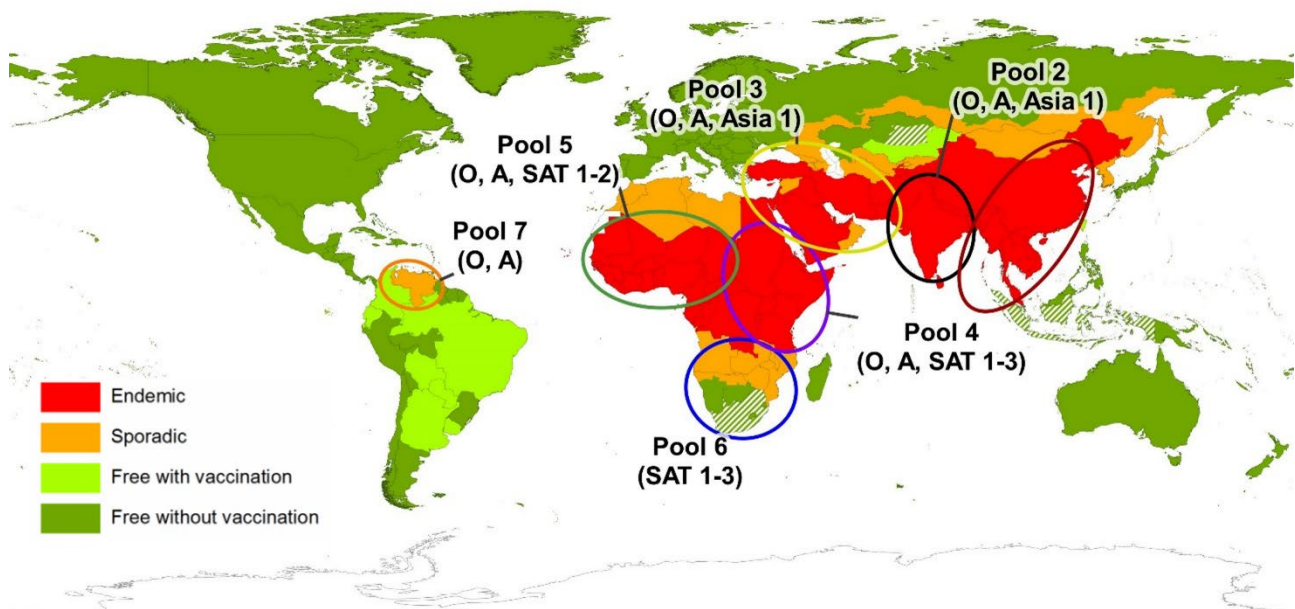 Pool 2
(O, A, Asia 1)
Pool 3
(O, A, Asia 1)
Pool 5
(O, A, SAT 1-2)
Pool 7
(O, A)
Pool 4
(O, A, SAT 1-3)
Pool 6
(SAT 1-3)
Endemic
Sporadic
Free with vaccination
Free without vaccination